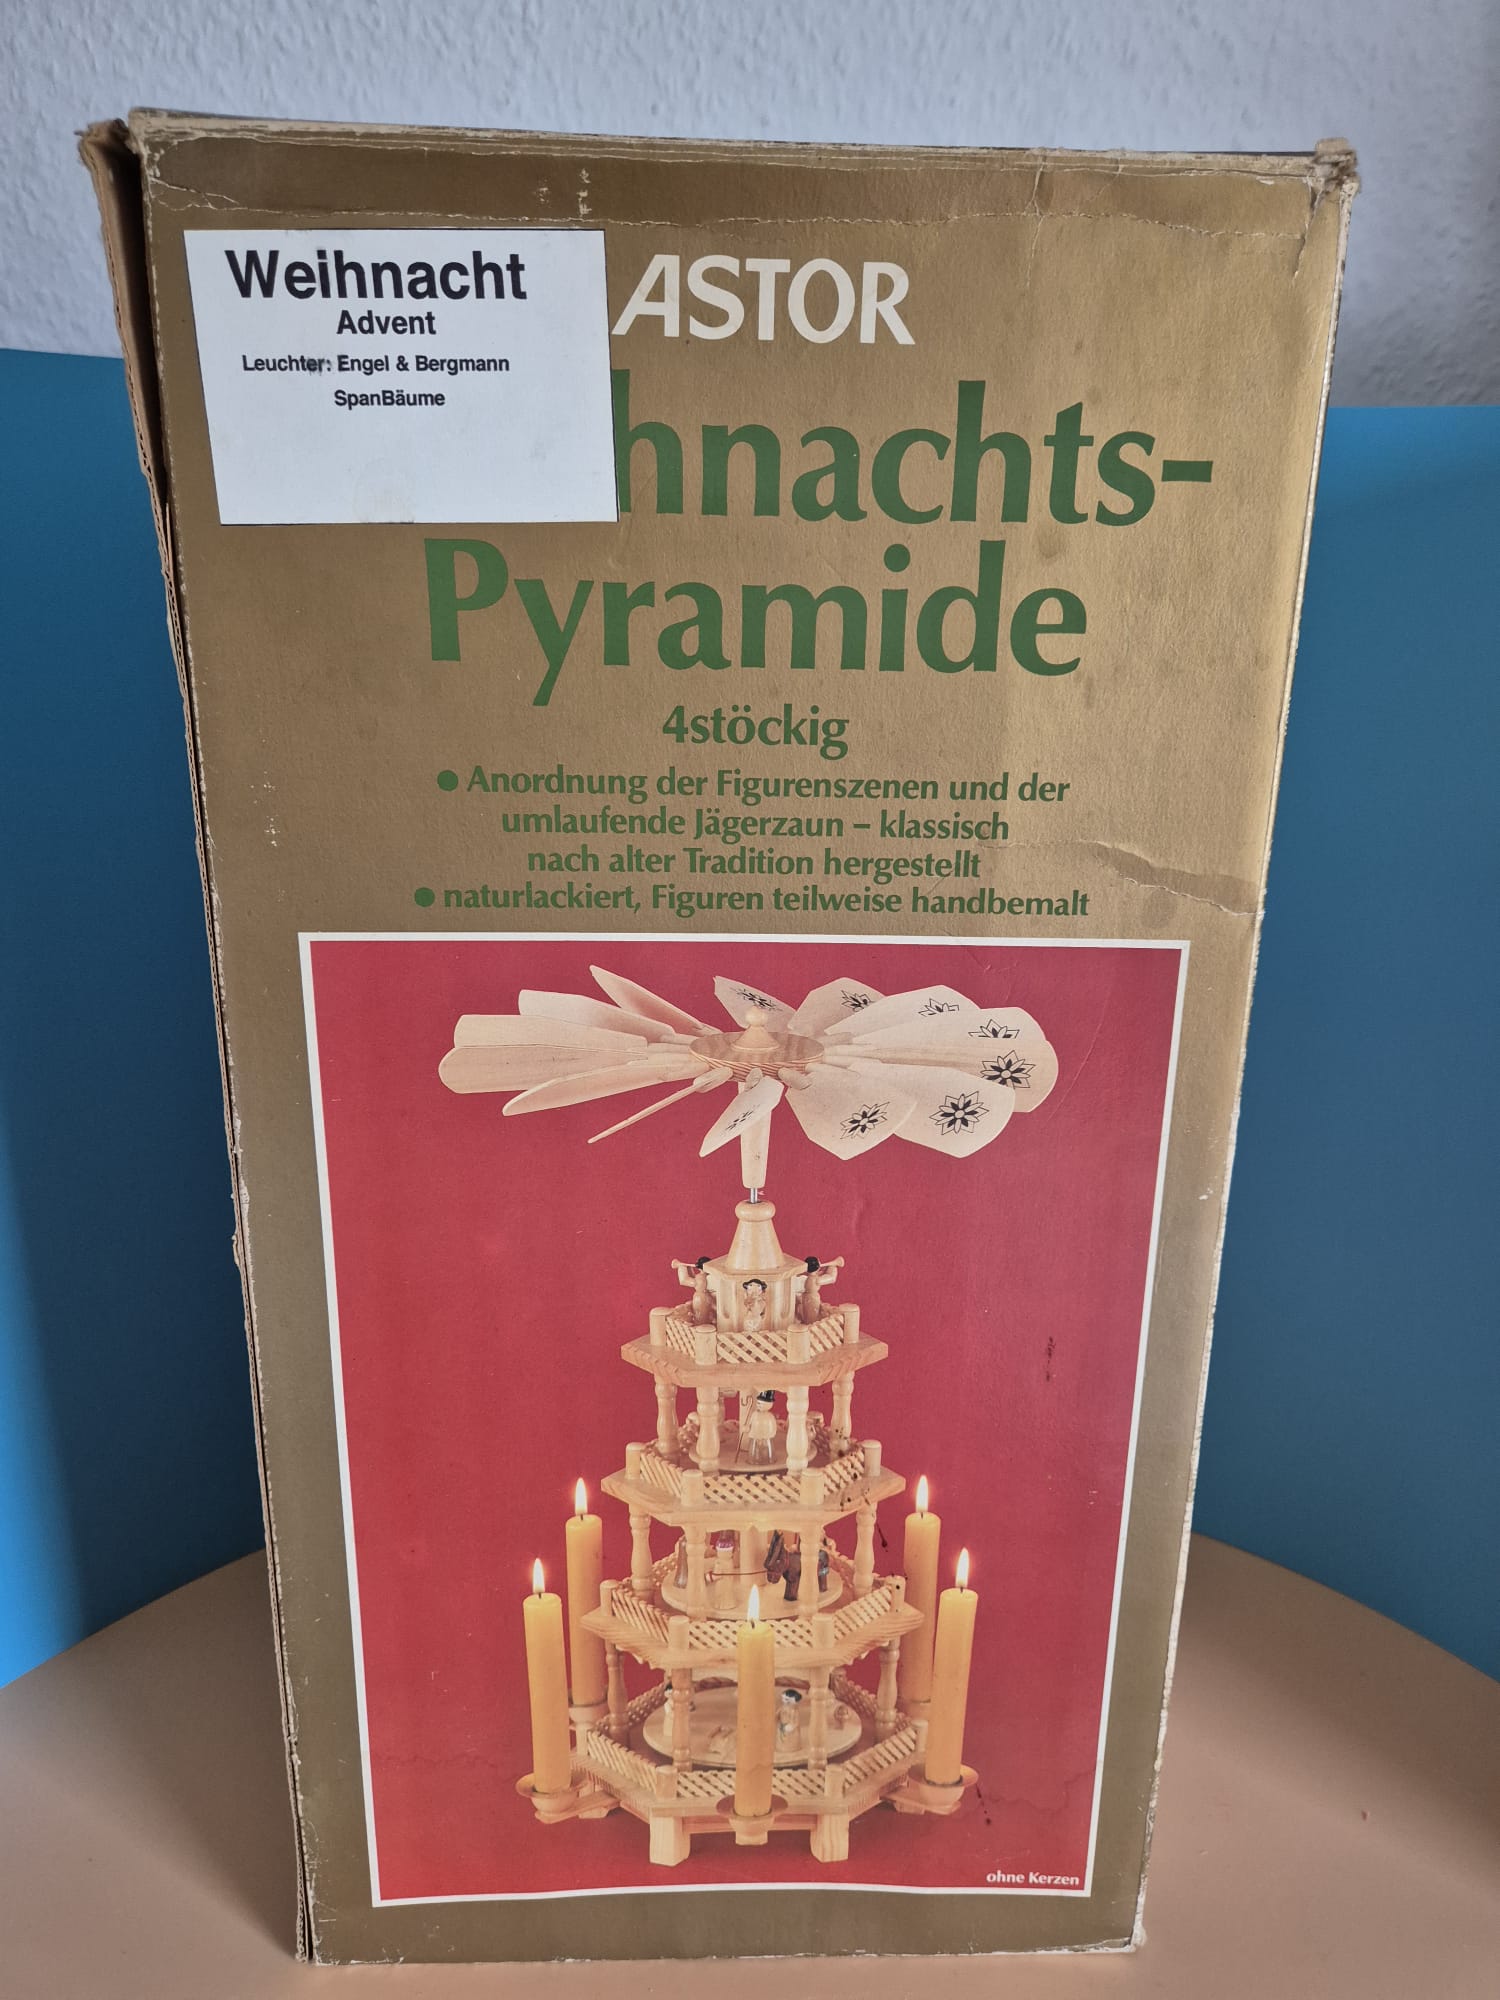 Weihnacht
Advent
Leuchter: Engel & Bergmann
SpanBäume
ASTOR
hnachts-
Pyramide
4stöckig
● Anordnung der Figurenszenen und der
umlaufende Jägerzaun – klassisch
nach alter Tradition hergestellt
● naturlackiert, Figuren teilweise handbemalt
ohne Kerzen